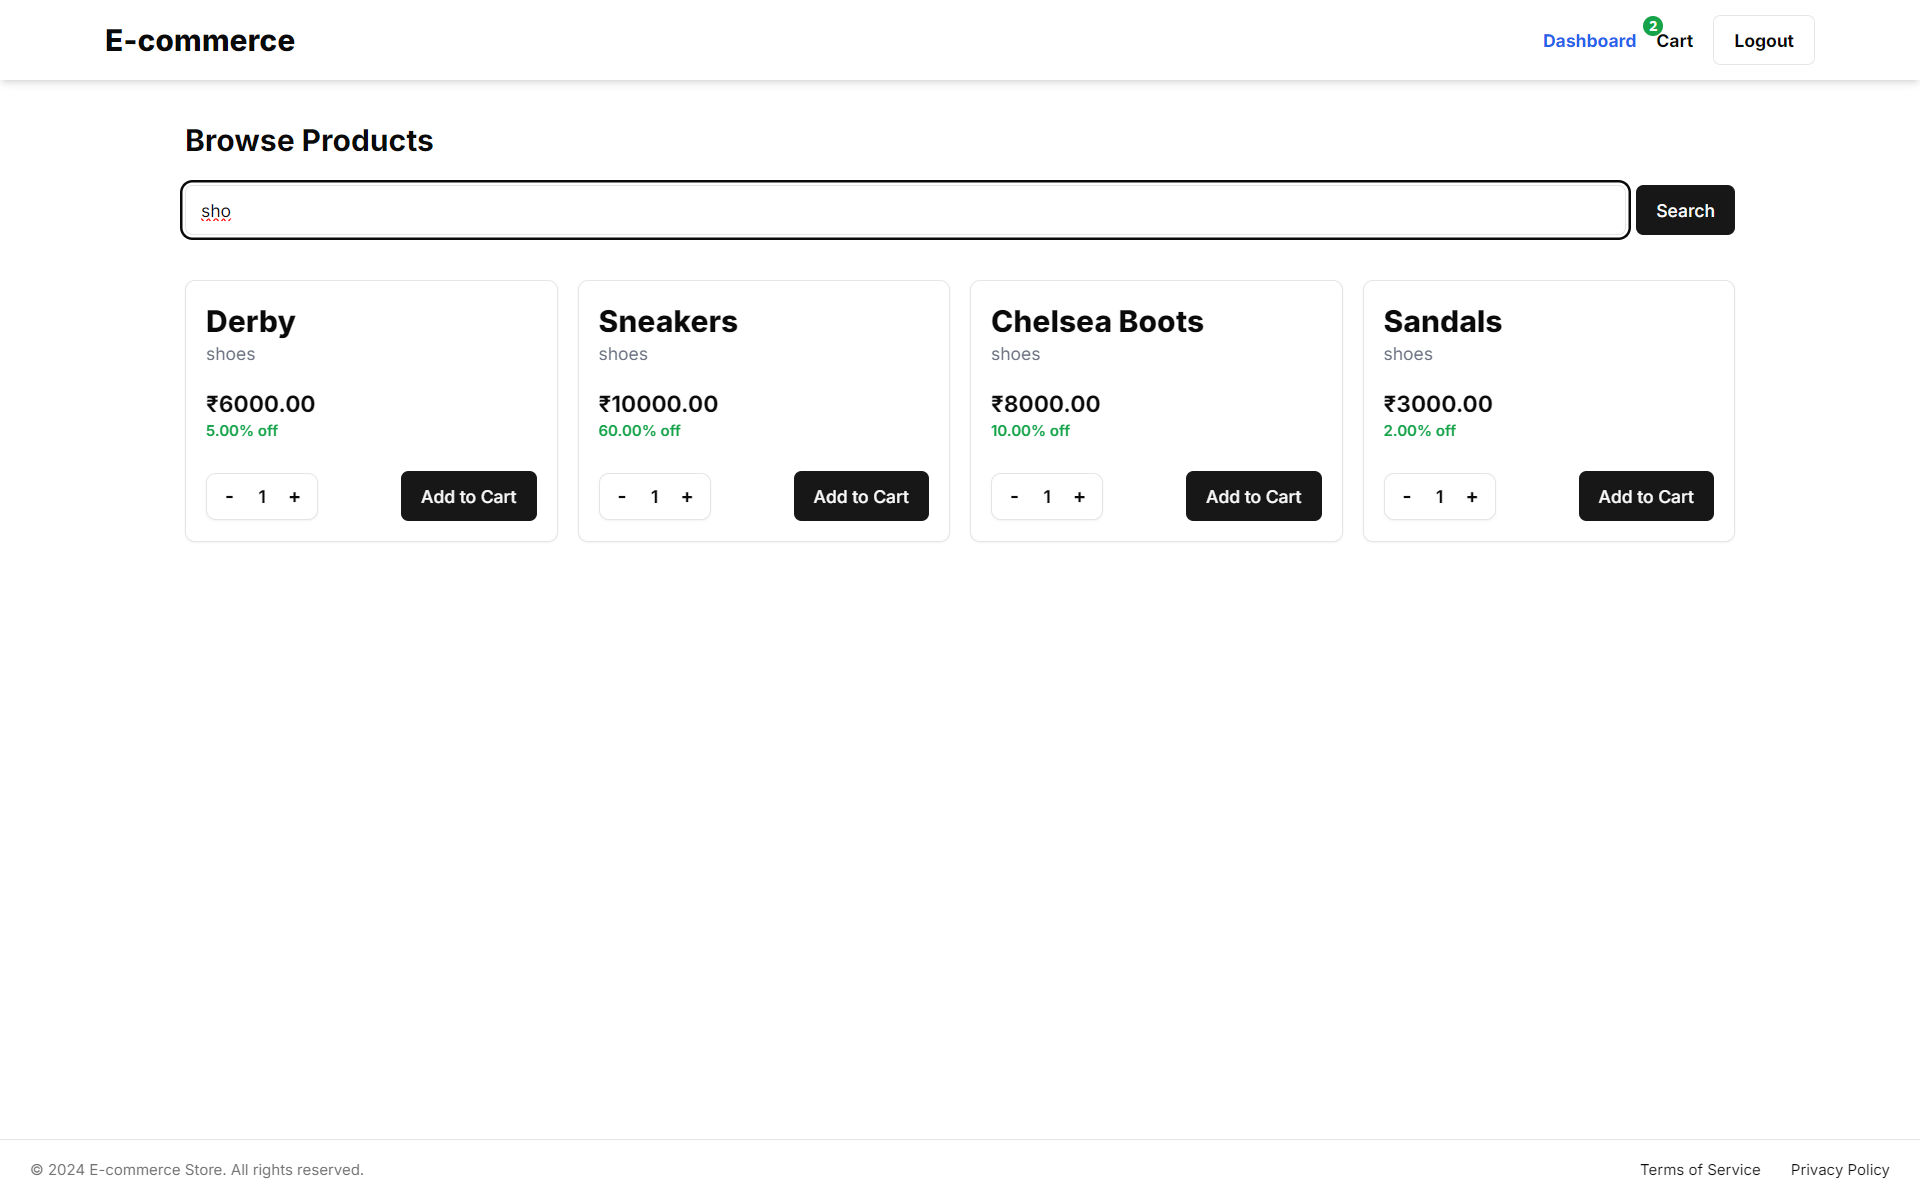 E-commerce
Dashboard 2 Cart Logout
Browse Products
sho Search
Derby
shoes
₹6000.00
5.00% off
- 1 + Add to Cart
Sneakers
shoes
₹10000.00
60.00% off
- 1 + Add to Cart
Chelsea Boots
shoes
₹8000.00
10.00% off
- 1 + Add to Cart
Sandals
shoes
₹3000.00
2.00% off
- 1 + Add to Cart
© 2024 E-commerce Store. All rights reserved.
Terms of Service Privacy Policy